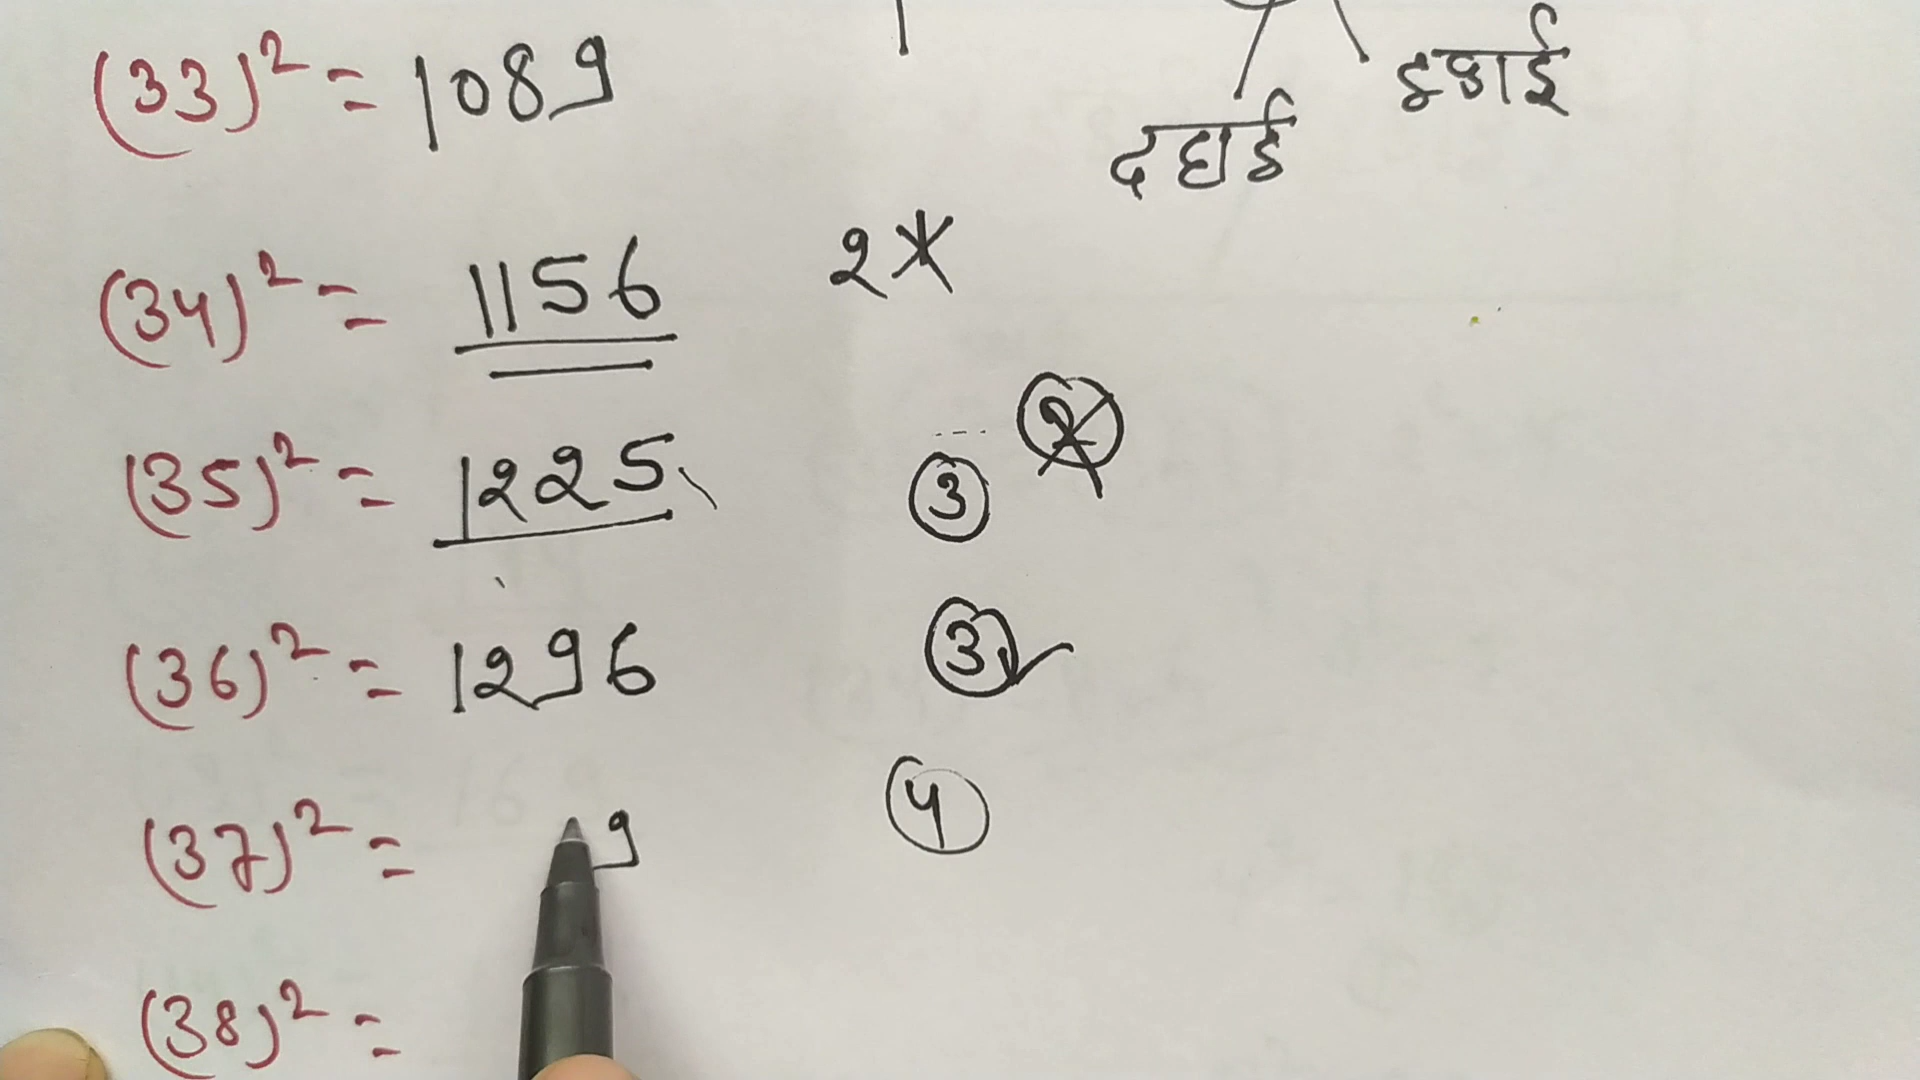 (33)² = 1089
इकाई
दहाई
(34)² = 1156
2
(35)² = 1225
2
3
(36)² = 1296
3
(37)² = 9
4
(38)² =